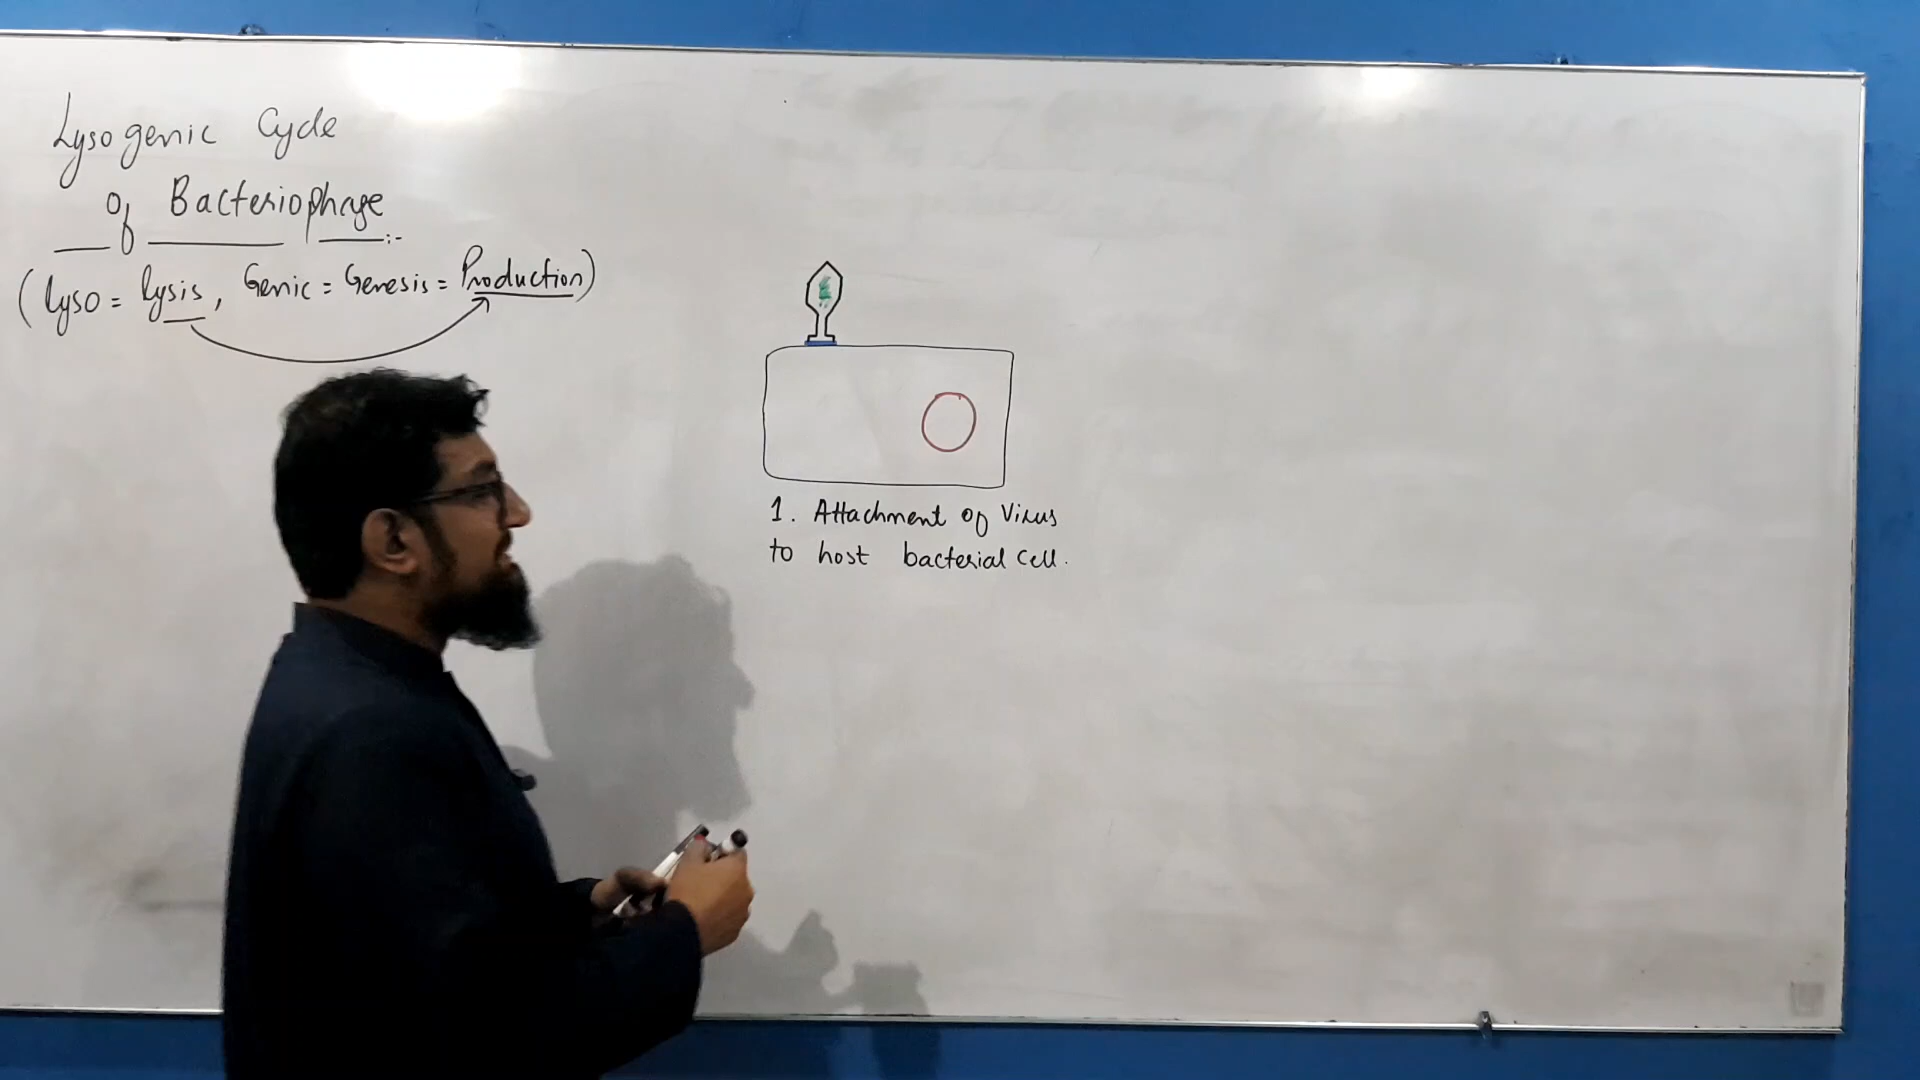 Lysogenic Cycle
of Bacteriophage :-
(lyso = lysis, Genic = Genesis = Production)
1. Attachment of Virus
to host bacterial cell.